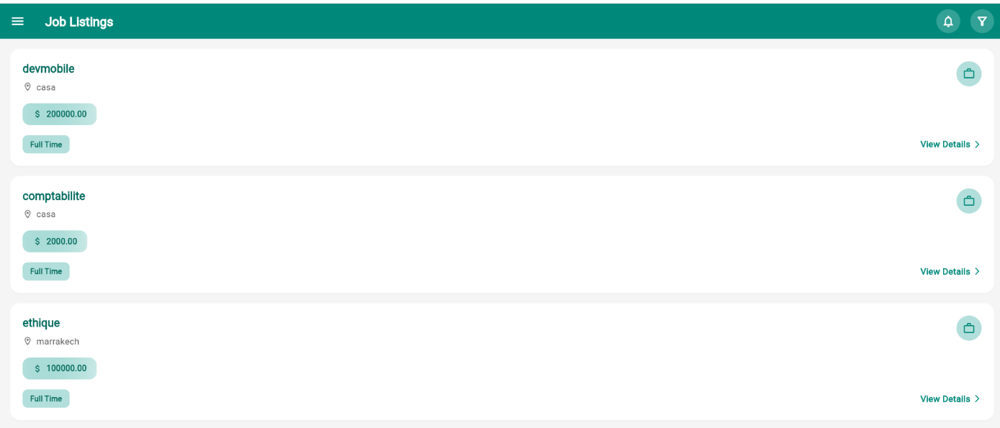 Job Listings
devmobile
casa
$ 200000.00
Full Time
View Details
comptabilite
casa
$ 2000.00
Full Time
View Details
ethique
marrakech
$ 100000.00
Full Time
View Details